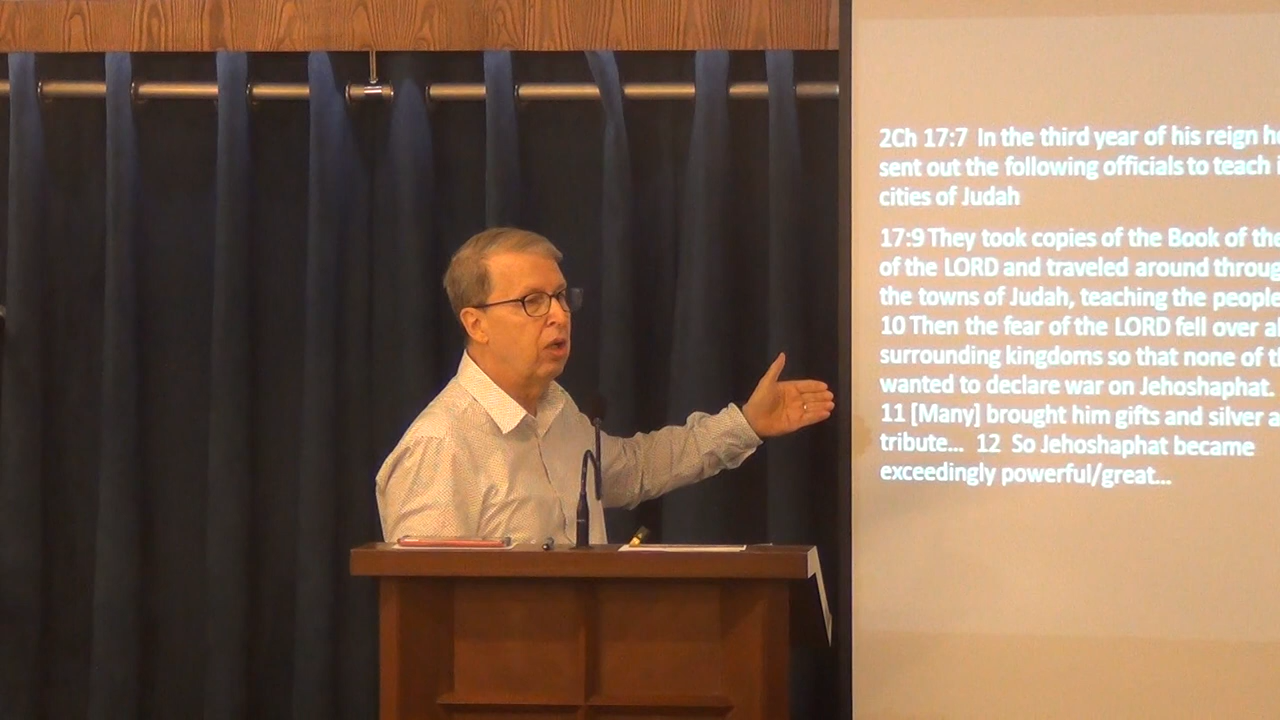 2Ch 17:7 In the third year of his reign he
sent out the following officials to teach
cities of Judah
17:9 They took copies of the Book of the
of the LORD and traveled around
the towns of Judah, teaching the people
10 Then the fear of the LORD fell over
surrounding kingdoms so that none of
wanted to declare war on Jehoshaphat.
11 [Many] brought him gifts and silver
tribute... 12 So Jehoshaphat became
exceedingly powerful/great...